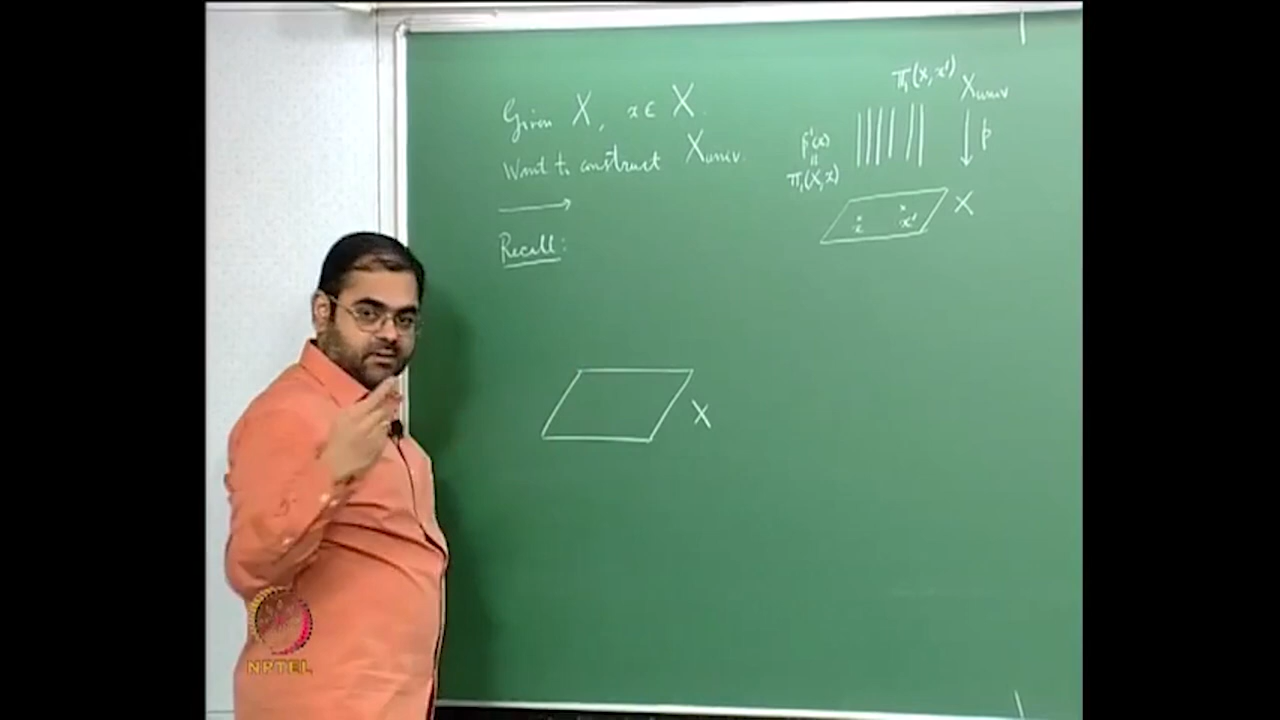 Given X, x ∈ X.
Want to construct X_univ.
Recall:
X
π₁(X, x') X_univ
p
p⁻¹(x)
=
π₁(X, x)
x x' X
NPTEL